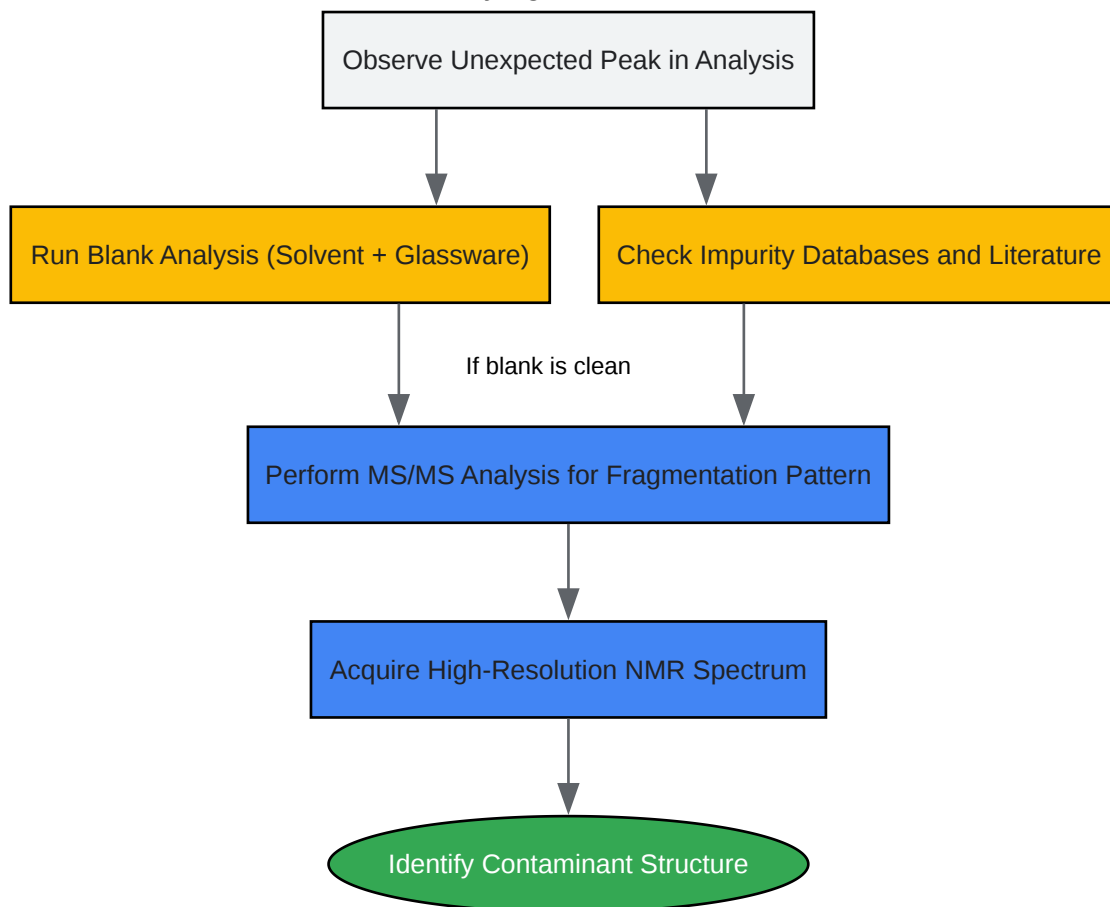 Observe Unexpected Peak in Analysis
Run Blank Analysis (Solvent + Glassware)
Check Impurity Databases and Literature
If blank is clean
Perform MS/MS Analysis for Fragmentation Pattern
Acquire High-Resolution NMR Spectrum
Identify Contaminant Structure